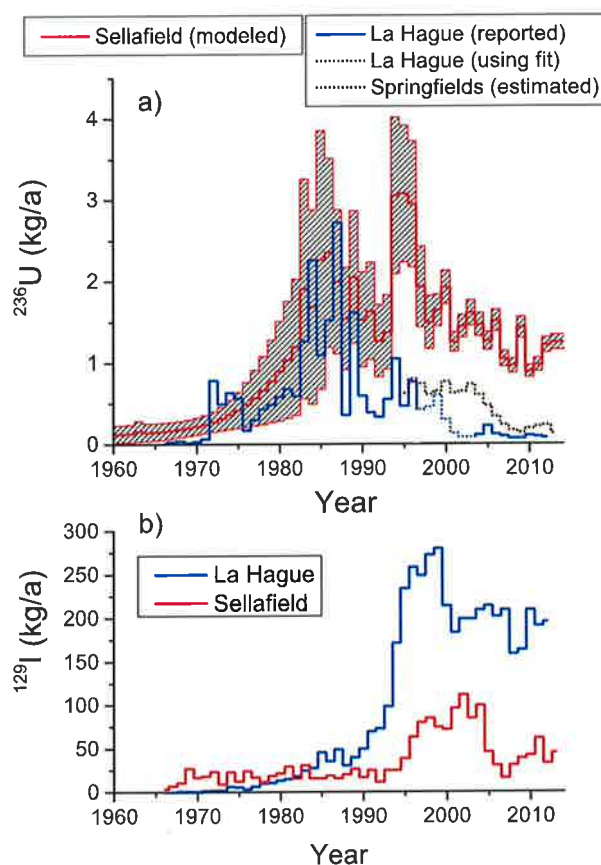 Sellafield (modeled)
La Hague (reported)
La Hague (using fit)
Springfields (estimated)
a)
4
3
2
1
0
²³⁶U (kg/a)
1960 1970 1980 1990 2000 2010
Year
b)
La Hague
Sellafield
300
250
200
150
100
50
0
¹²⁹I (kg/a)
1960 1970 1980 1990 2000 2010
Year